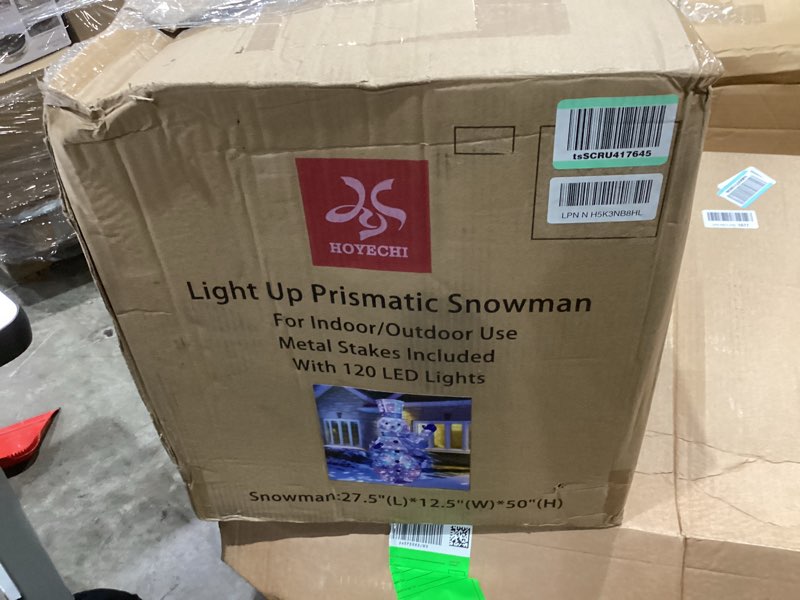 tsSCRU417645
LPN N H5K3NB8HL
HOYECHI
Light Up Prismatic Snowman
For Indoor/Outdoor Use
Metal Stakes Included
With 120 LED Lights
Snowman:27.5"(L)*12.5"(W)*50"(H)